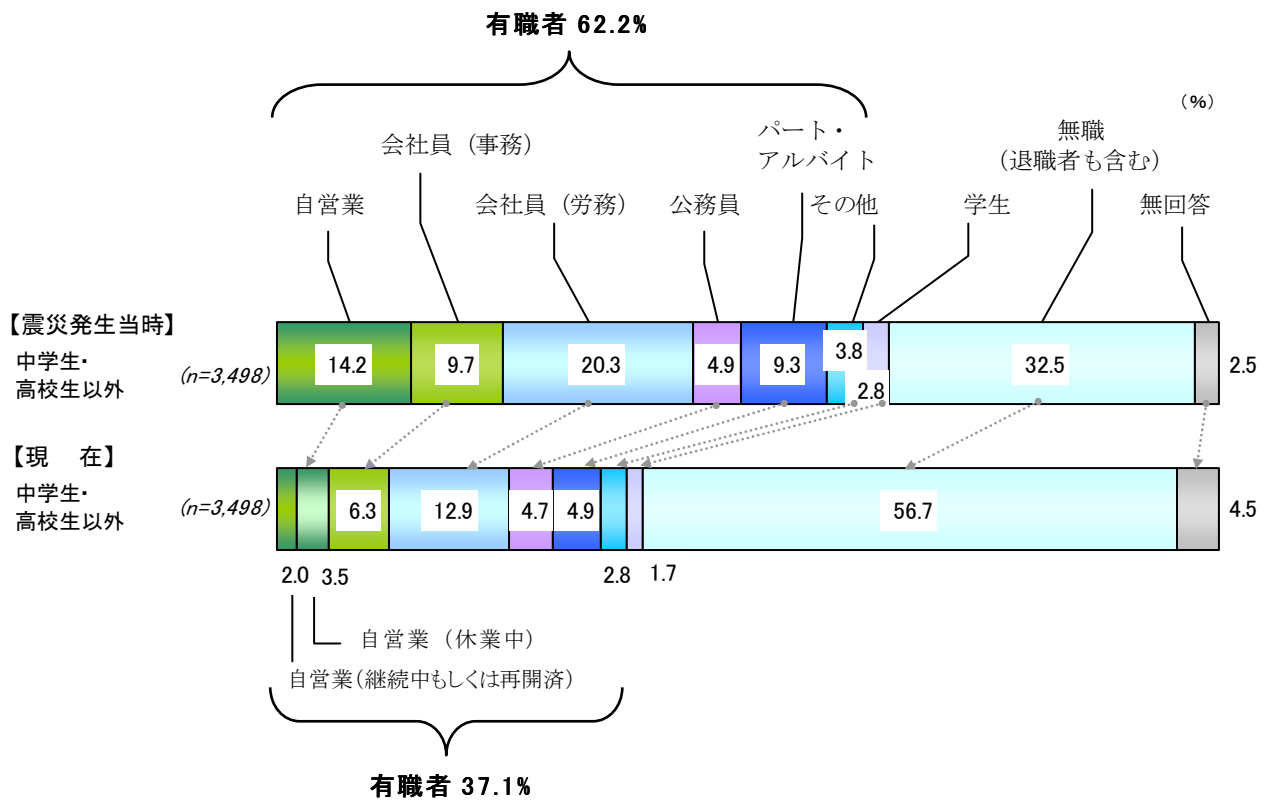 有職者 62.2%
（%）
会社員（事務）
パート・
アルバイト
無職
（退職者も含む）
自営業
会社員（労務）
公務員
その他
学生
無回答
【震災発生当時】
中学生・
高校生以外
(n=3,498)
14.2
9.7
20.3
4.9
9.3
3.8
2.8
32.5
2.5
【現　在】
中学生・
高校生以外
(n=3,498)
6.3
12.9
4.7
4.9
56.7
4.5
2.0
3.5
2.8
1.7
自営業（休業中）
自営業（継続中もしくは再開済）
有職者 37.1%